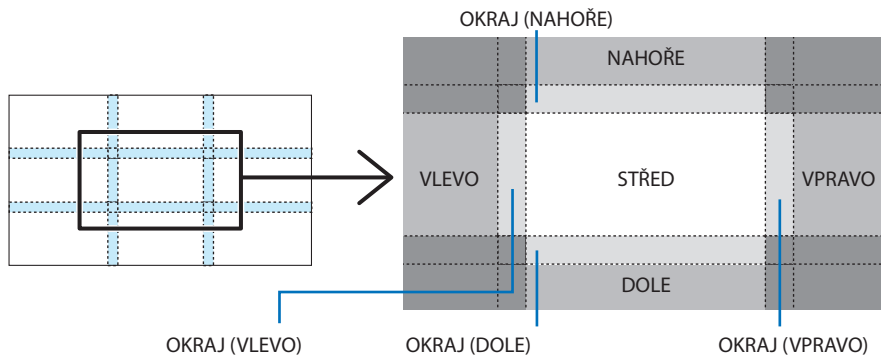 OKRAJ (NAHOŘE)
NAHOŘE
VLEVO
STŘED
VPRAVO
DOLE
OKRAJ (VLEVO)
OKRAJ (DOLE)
OKRAJ (VPRAVO)